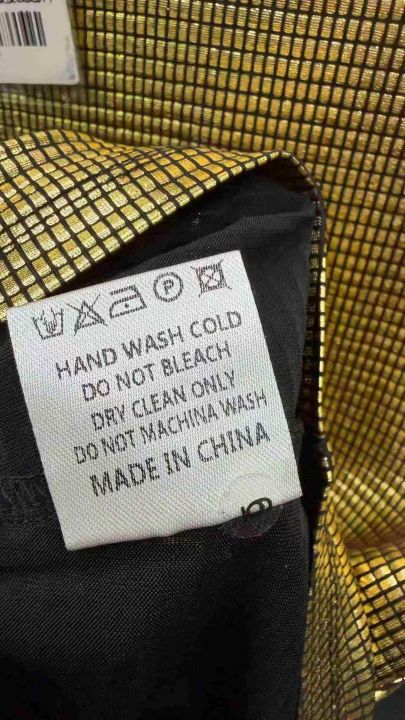 P
HAND WASH COLD
DO NOT BLEACH
DRY CLEAN ONLY
DO NOT MACHINA WASH
MADE IN CHINA